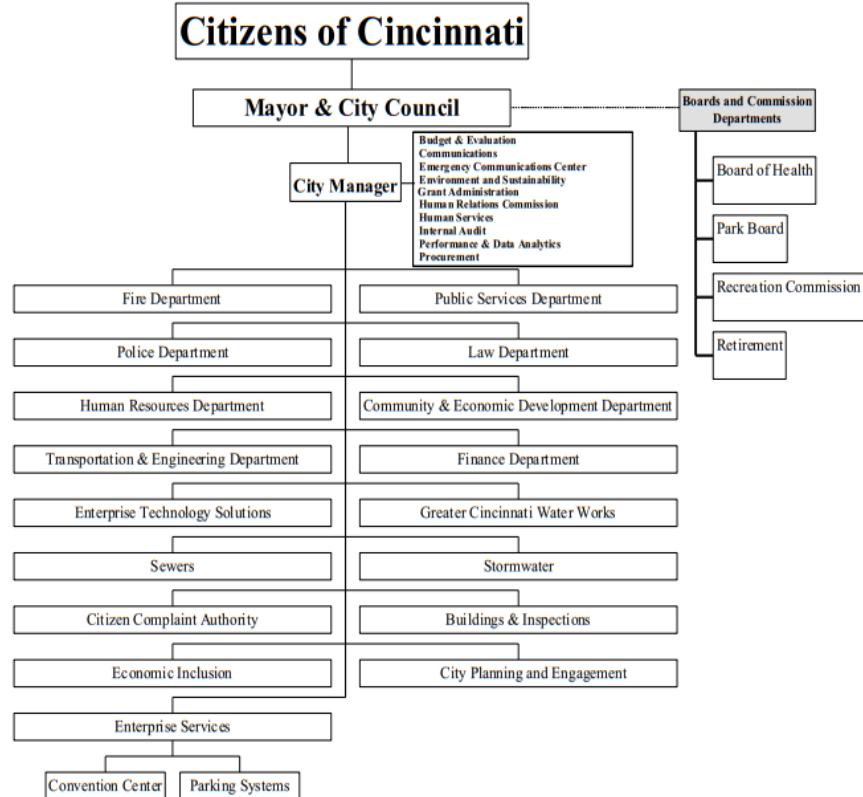 Citizens of Cincinnati
Mayor & City Council
Boards and Commission
Departments
City Manager
Budget & Evaluation
Communications
Emergency Communications Center
Environment and Sustainability
Grant Administration
Human Relations Commission
Human Services
Internal Audit
Performance & Data Analytics
Procurement
Board of Health
Park Board
Recreation Commission
Retirement
Fire Department
Public Services Department
Police Department
Law Department
Human Resources Department
Community & Economic Development Department
Transportation & Engineering Department
Finance Department
Enterprise Technology Solutions
Greater Cincinnati Water Works
Sewers
Stormwater
Citizen Complaint Authority
Buildings & Inspections
Economic Inclusion
City Planning and Engagement
Enterprise Services
Convention Center
Parking Systems